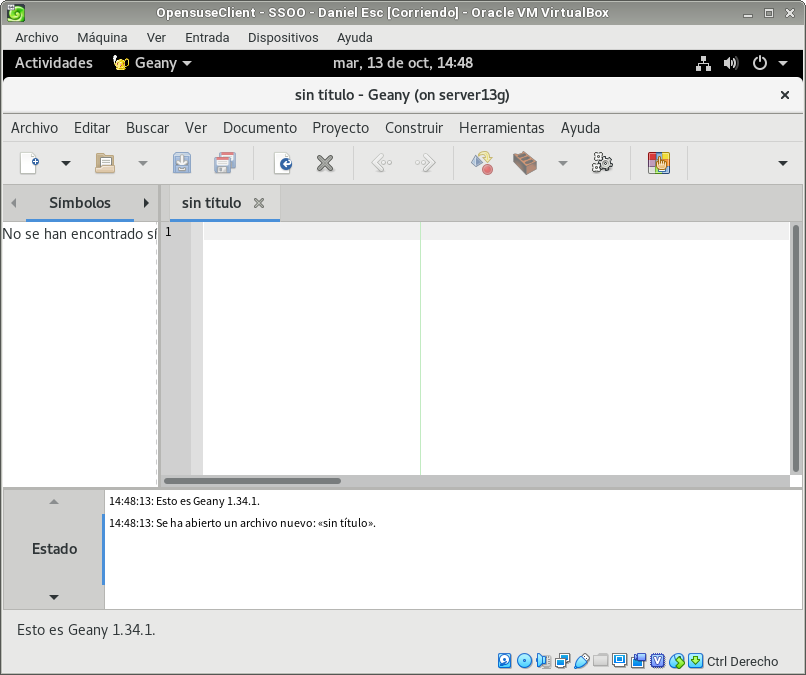 OpensuseClient - SSOO - Daniel Esc [Corriendo] - Oracle VM VirtualBox
Archivo Máquina Ver Entrada Dispositivos Ayuda
Actividades Geany mar, 13 de oct, 14:48
sin título - Geany (on server13g)
Archivo Editar Buscar Ver Documento Proyecto Construir Herramientas Ayuda
Símbolos sin título
No se han encontrado sí
1
14:48:13: Esto es Geany 1.34.1.
14:48:13: Se ha abierto un archivo nuevo: «sin título».
Estado
Esto es Geany 1.34.1.
Ctrl Derecho